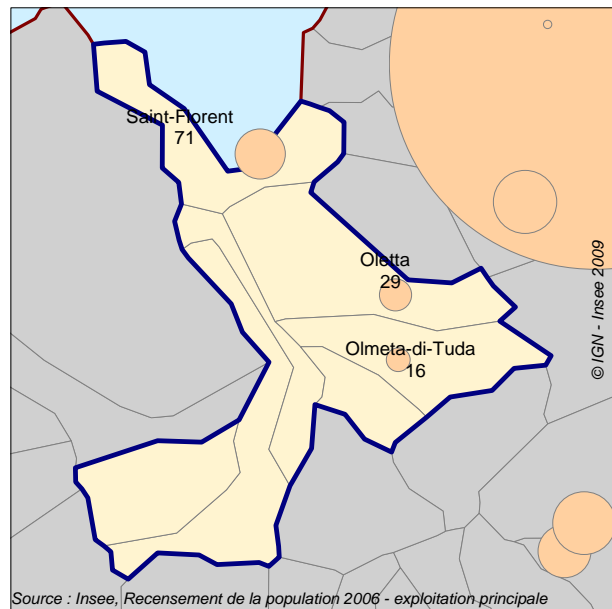 Saint-Florent
71
Oletta
29
Olmeta-di-Tuda
16
© IGN - Insee 2009
Source : Insee, Recensement de la population 2006 - exploitation principale